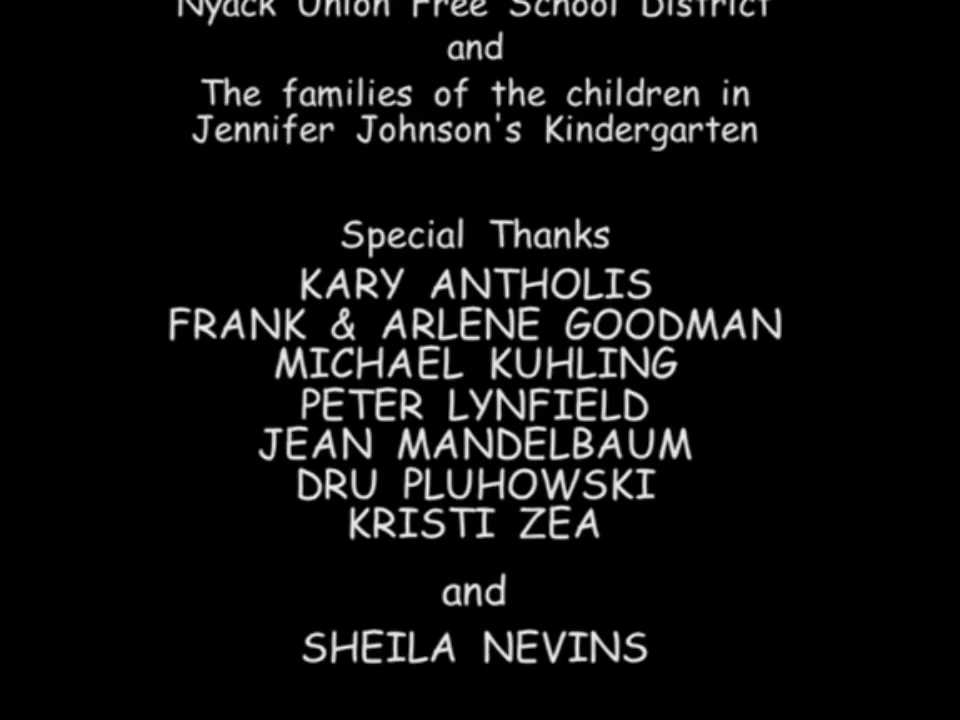 Nyack Union Free School District
and
The families of the children in
Jennifer Johnson's Kindergarten
Special Thanks
KARY ANTHOLIS
FRANK & ARLENE GOODMAN
MICHAEL KUHLING
PETER LYNFIELD
JEAN MANDELBAUM
DRU PLUHOWSKI
KRISTI ZEA
and
SHEILA NEVINS